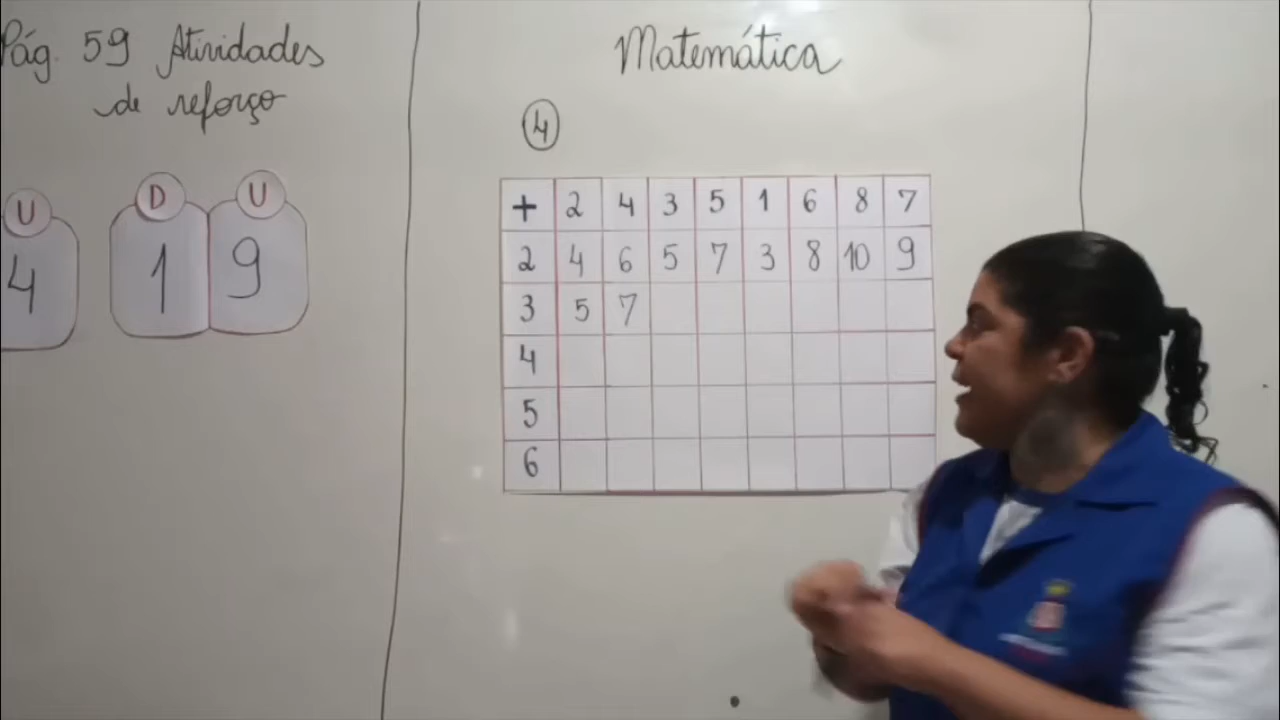 Pág. 59 Atividades
de reforço
U
4
D U
1 9
Matemática
4
+ 2 4 3 5 1 6 8 7
2 4 6 5 7 3 8 10 9
3 5 7
4
5
6